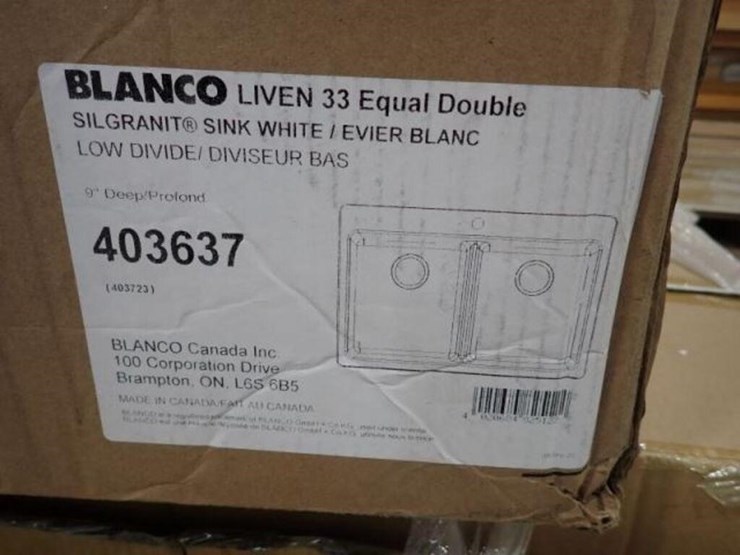 BLANCO LIVEN 33 Equal Double
SILGRANIT® SINK WHITE / EVIER BLANC
LOW DIVIDE/ DIVISEUR BAS
9" Deep/Profond
403637
(403723)
BLANCO Canada Inc
100 Corporation Drive
Brampton, ON, L6S 6B5
MADE IN CANADA/FAIT AU CANADA